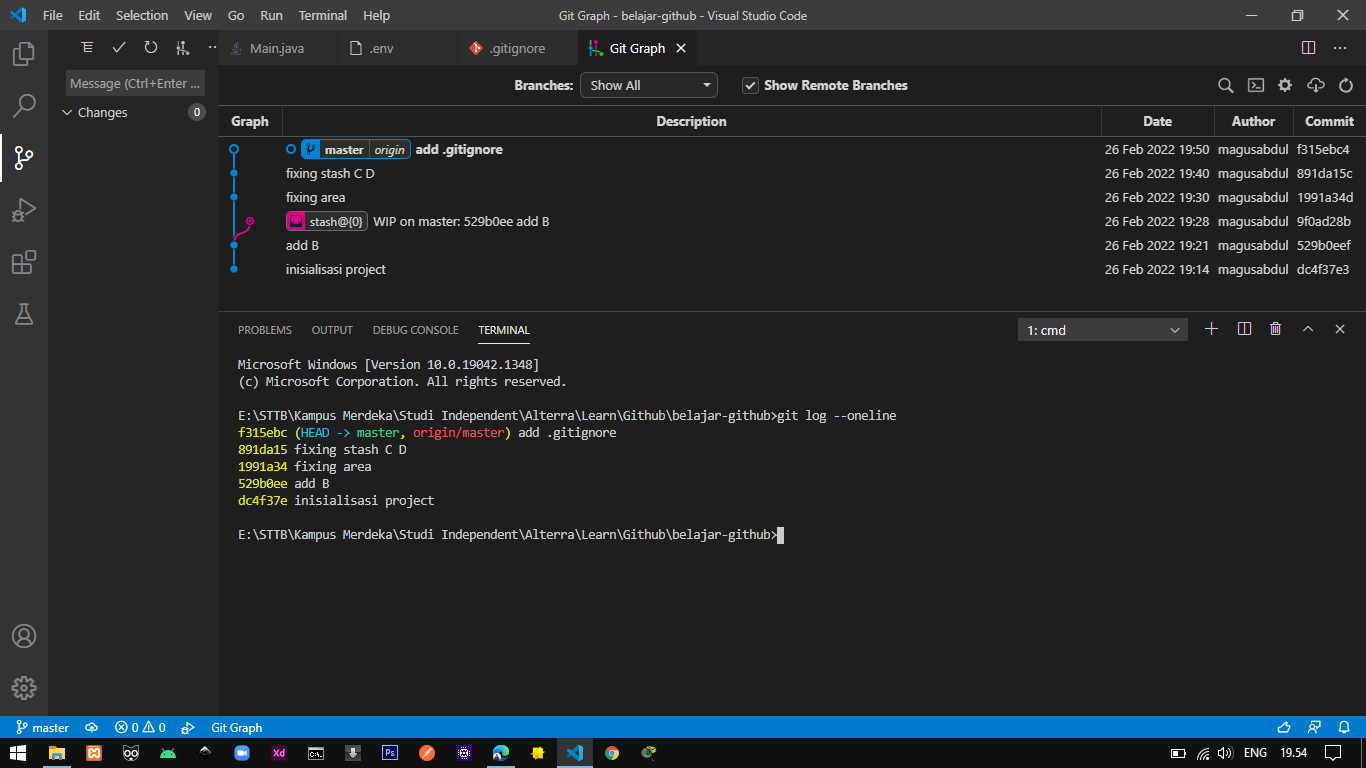 File Edit Selection View Go Run Terminal Help Git Graph - belajar-github - Visual Studio Code
Main.java .env .gitignore Git Graph
Message (Ctrl+Enter ...
Changes 0
Branches: Show All Show Remote Branches
Graph Description Date Author Commit
master origin add .gitignore 26 Feb 2022 19:50 magusabdul f315ebc4
fixing stash C D 26 Feb 2022 19:40 magusabdul 891da15c
fixing area 26 Feb 2022 19:30 magusabdul 1991a34d
stash@{0} WIP on master: 529b0ee add B 26 Feb 2022 19:28 magusabdul 9f0ad28b
add B 26 Feb 2022 19:21 magusabdul 529b0eef
inisialisasi project 26 Feb 2022 19:14 magusabdul dc4f37e3
PROBLEMS OUTPUT DEBUG CONSOLE TERMINAL 1: cmd
Microsoft Windows [Version 10.0.19042.1348]
(c) Microsoft Corporation. All rights reserved.
E:\STTB\Kampus Merdeka\Studi Independent\Alterra\Learn\Github\belajar-github>git log --oneline
f315ebc (HEAD -> master, origin/master) add .gitignore
891da15 fixing stash C D
1991a34 fixing area
529b0ee add B
dc4f37e inisialisasi project
E:\STTB\Kampus Merdeka\Studi Independent\Alterra\Learn\Github\belajar-github>
master 0 0 Git Graph
Xd Ps ENG 19.54